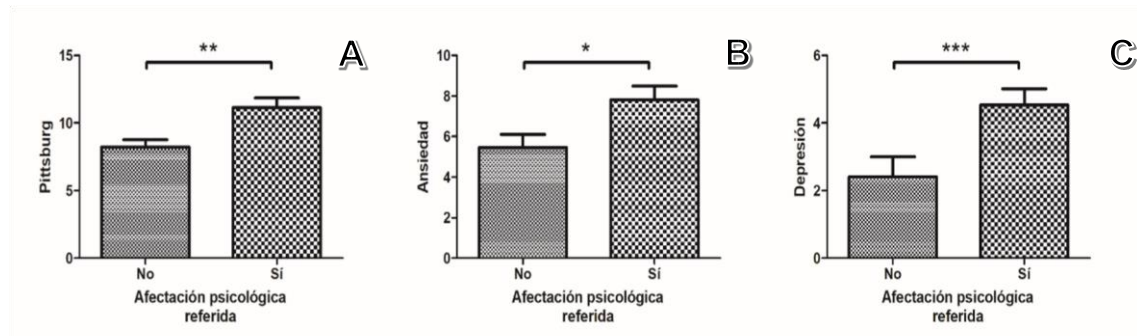 A
**
15
10
5
0
Pittsburg
No
Sí
Afectación psicológica
referida
B
*
10
8
6
4
2
0
Ansiedad
No
Sí
Afectación psicológica
referida
C
***
6
4
2
0
Depresión
No
Sí
Afectación psicológica
referida